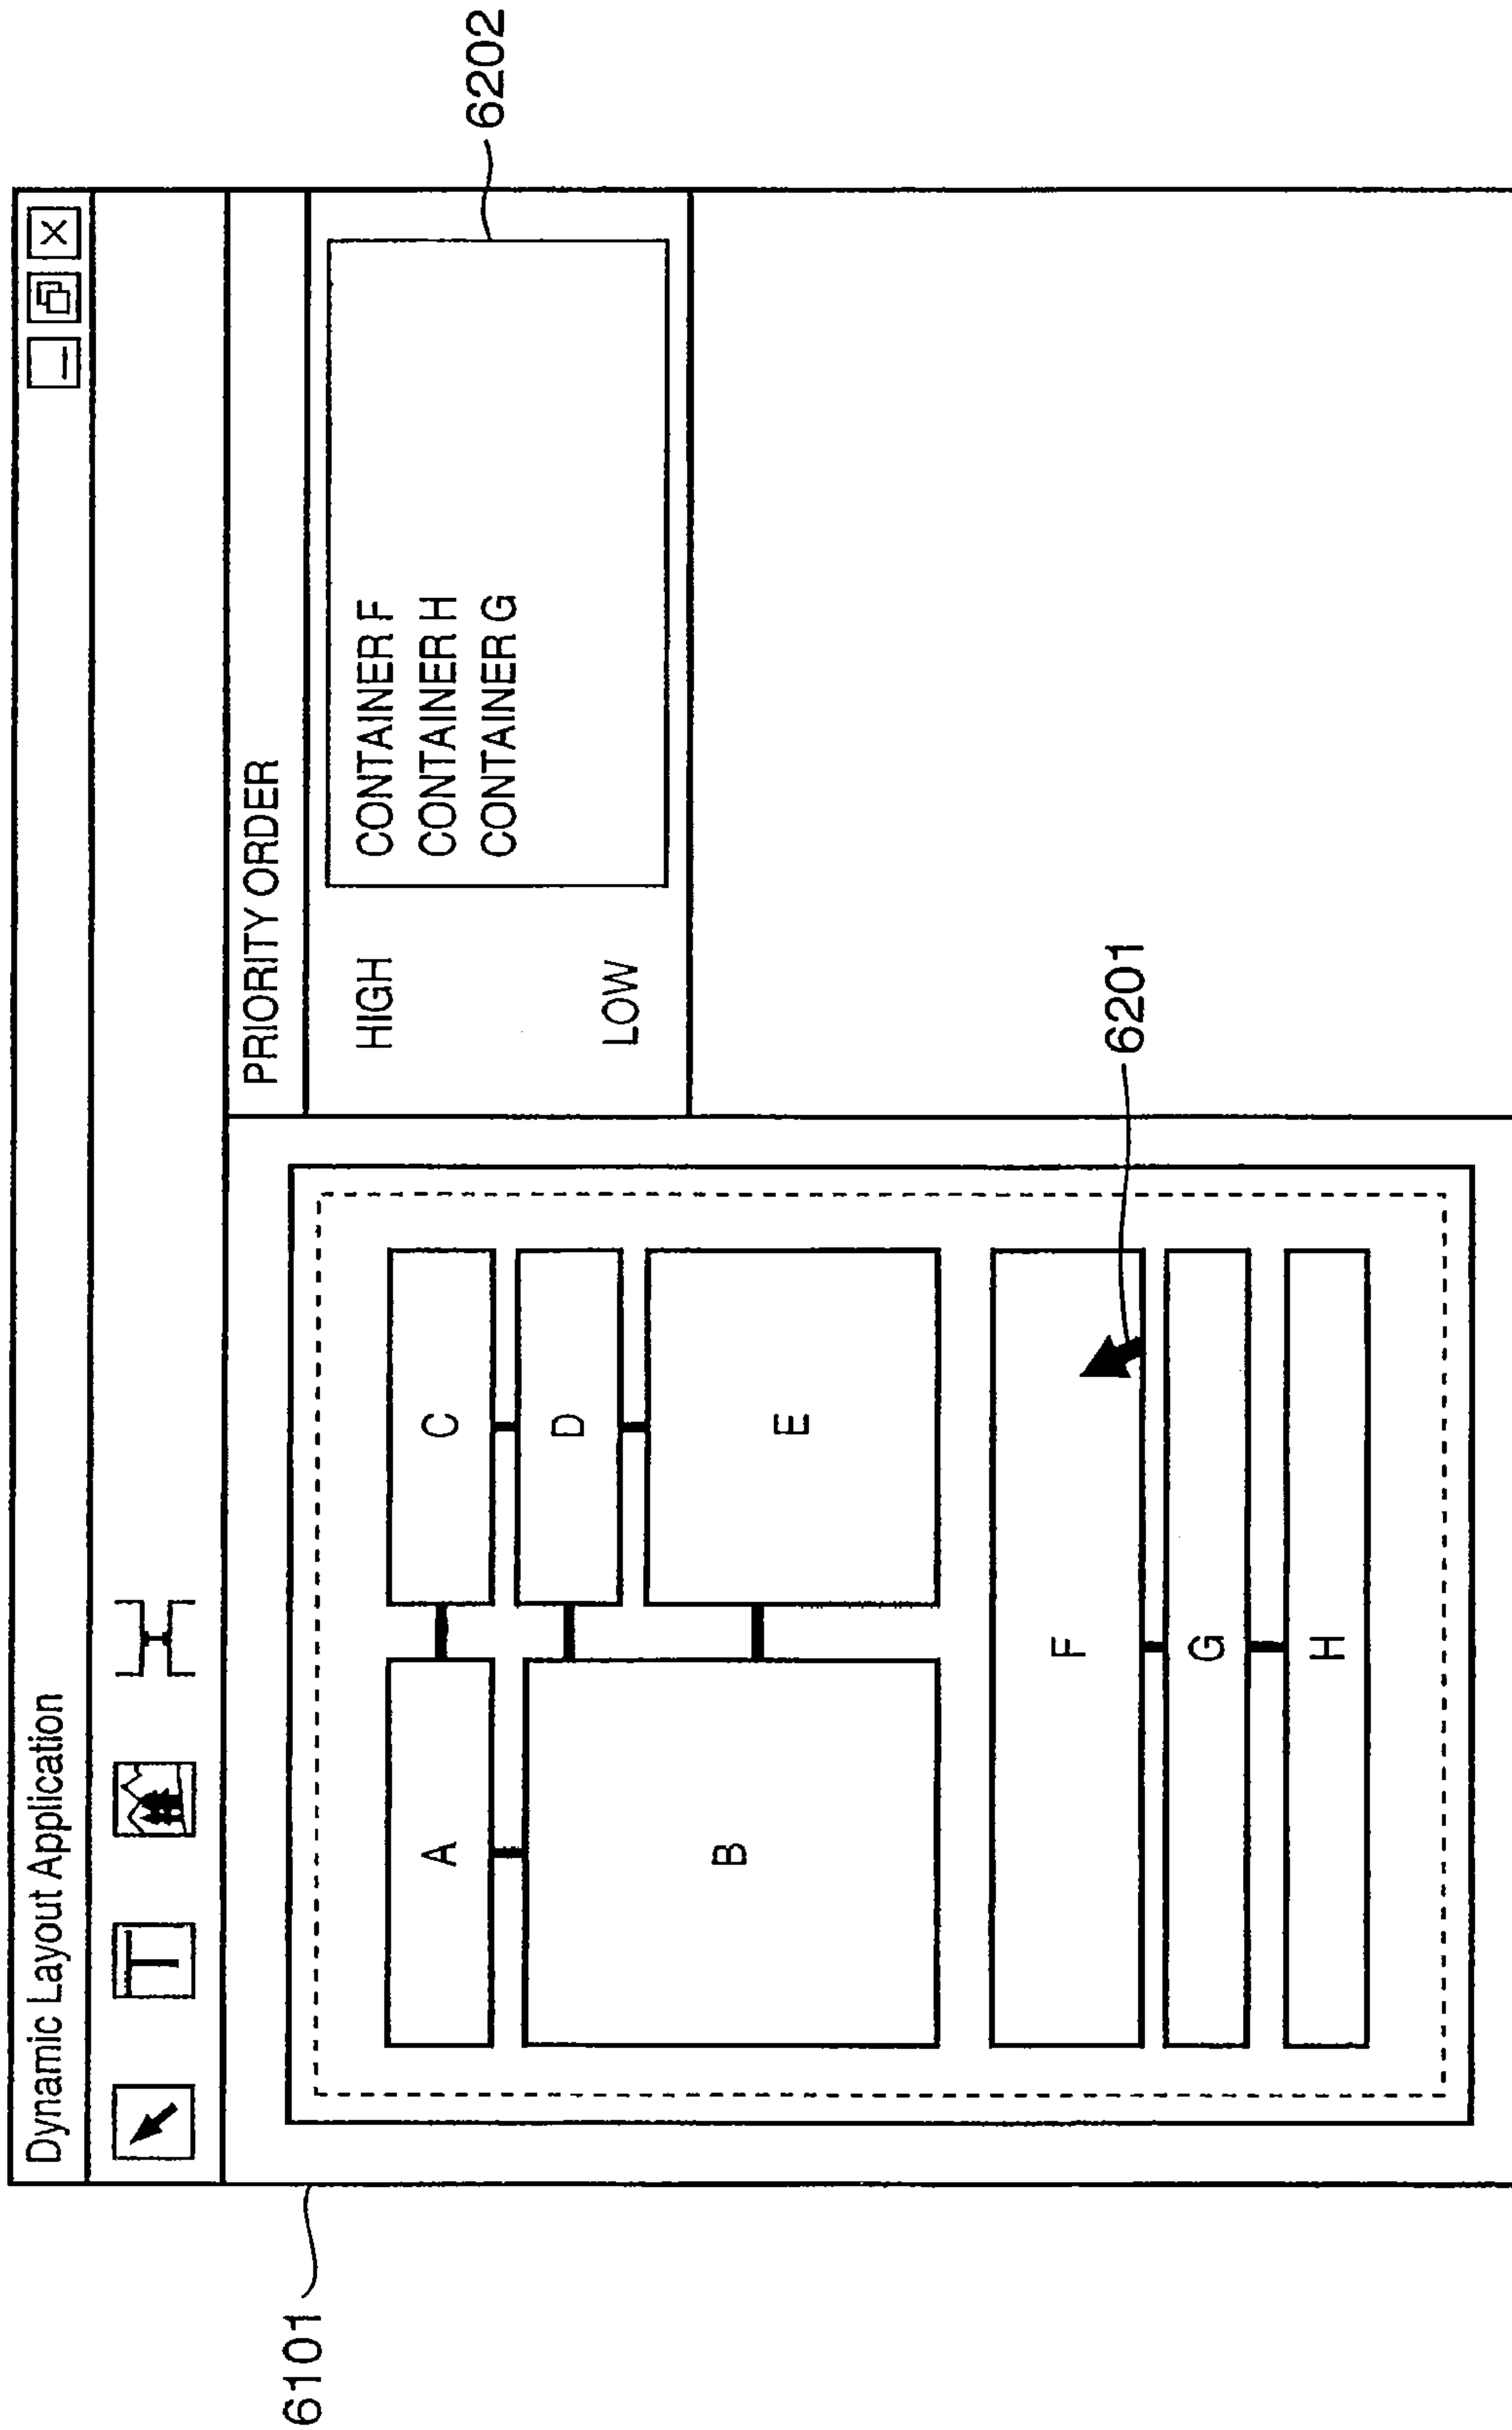 Dynamic Layout Application
T
PRIORITY ORDER
HIGH
CONTAINER F
CONTAINER H
CONTAINER G
LOW
6202
6101
A
C
D
B
E
F
G
H
6201